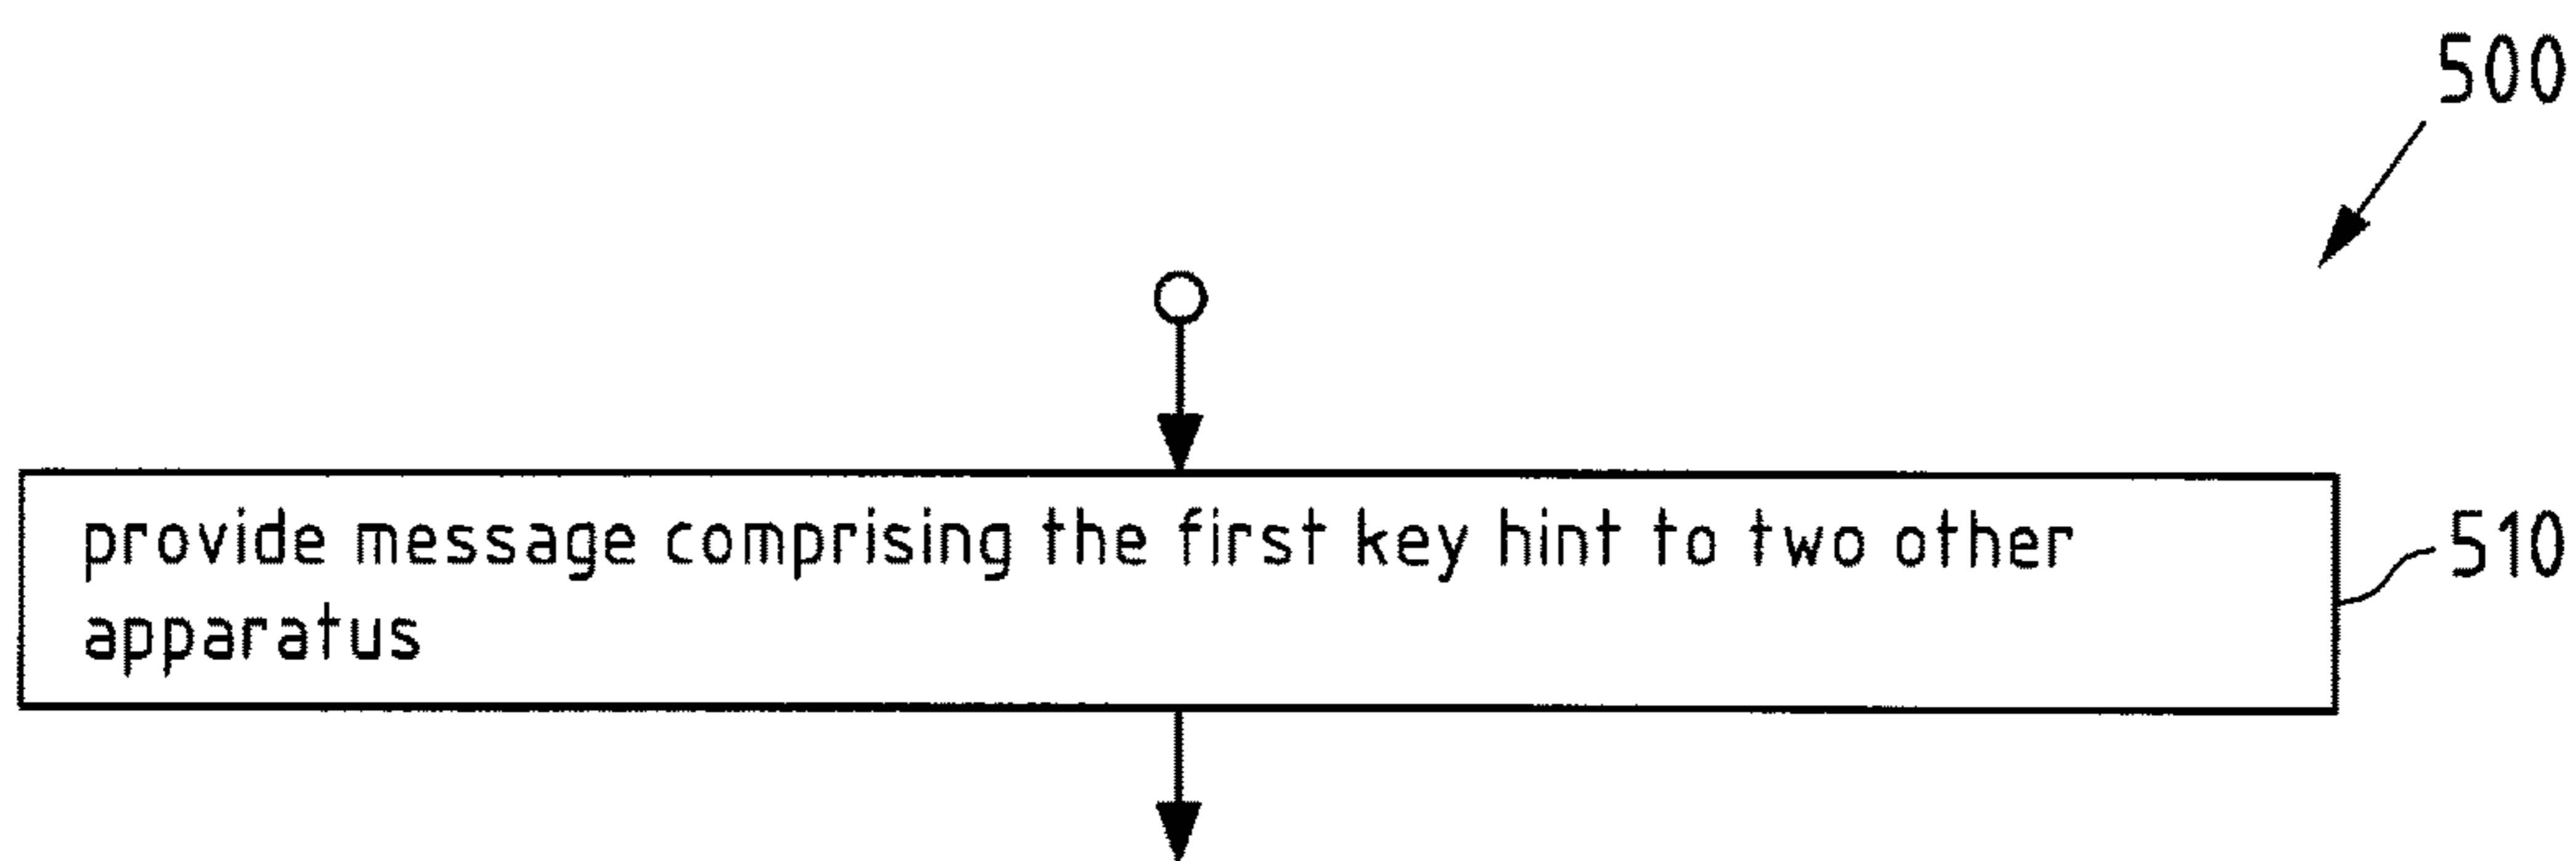 500
provide message comprising the first key hint to two other
apparatus
510